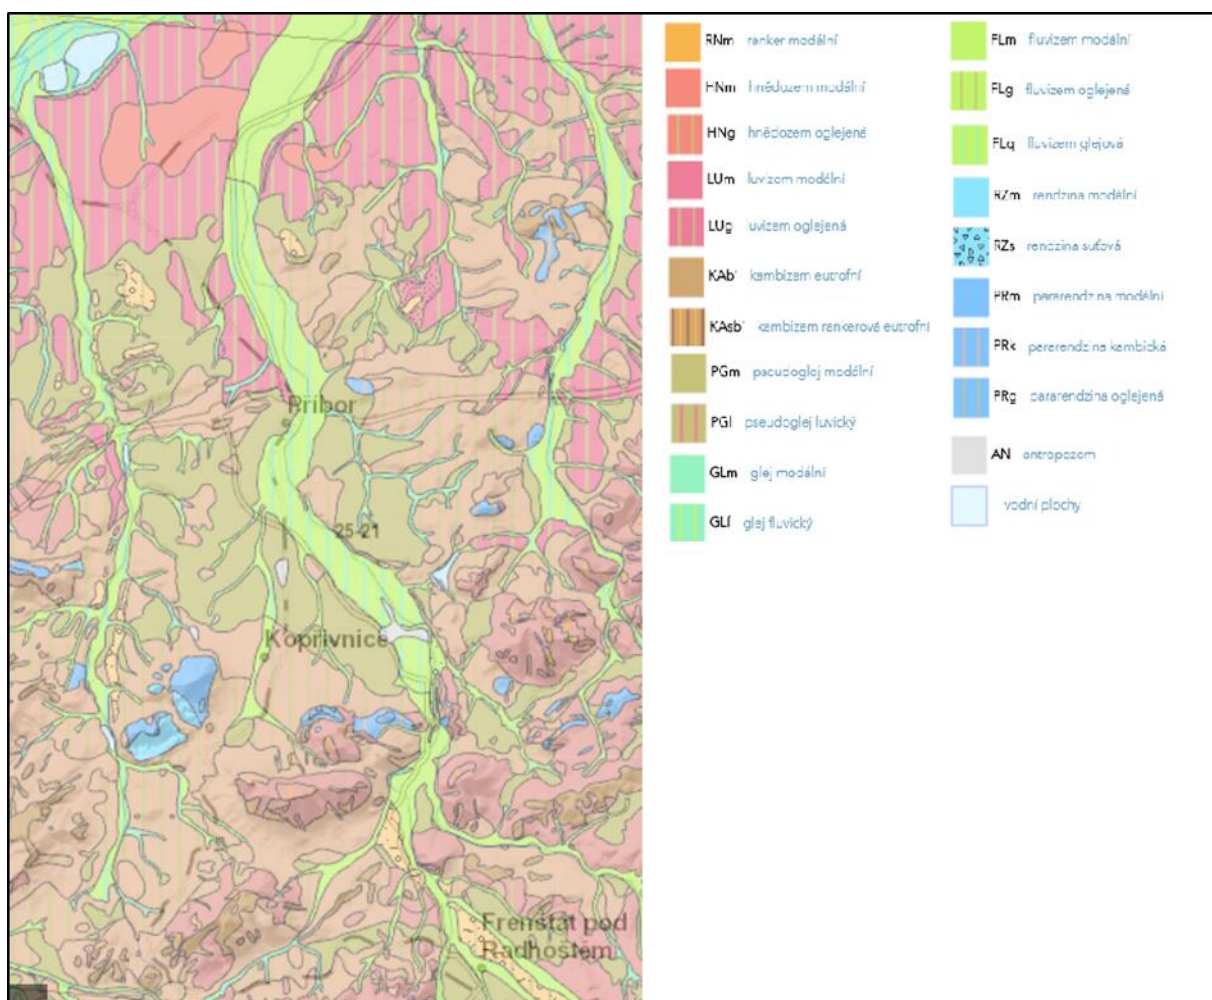 Příbor
25-21
Kopřivnice
Frenštát pod
Radhoštěm
RNm ranker modální
HNm hnědozem modální
HNg hnědozem oglejená
LUm luvizem modální
LUg luvizem oglejená
KAb' kambizem eutrofní
KAsb' kambizem rankerová eutrofní
PGm pseudoglej modální
PGl pseudoglej luvický
GLm glej modální
GLf glej fluvický
FLm fluvizem modální
FLg fluvizem oglejená
FLq fluvizem glejová
RZm rendzina modální
RZs rendzina suťová
PRm pararendzina modální
PRk pararendzina kambická
PRg pararendzina oglejená
AN antropozem
vodní plochy